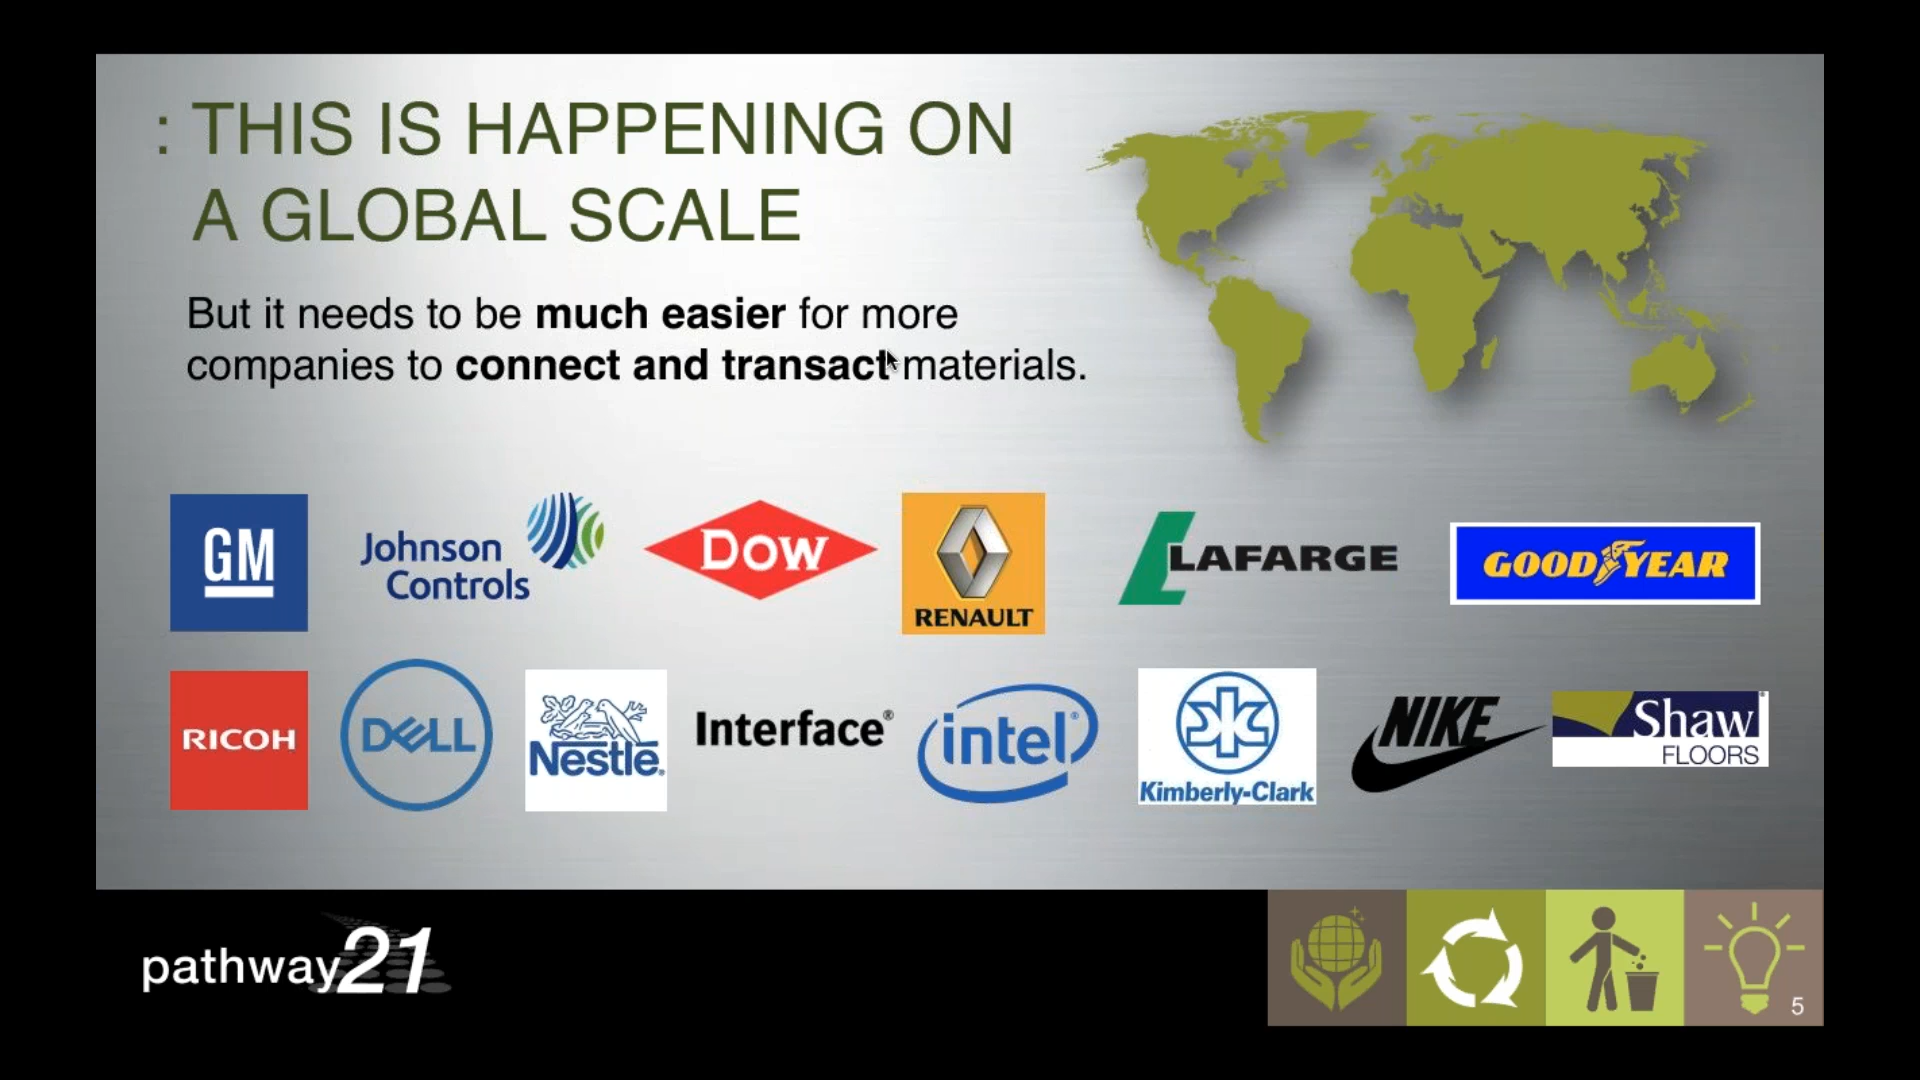 : THIS IS HAPPENING ON
A GLOBAL SCALE
But it needs to be much easier for more
companies to connect and transact materials.
GM
Johnson
Controls
DOW
RENAULT
LAFARGE
GOODYEAR
RICOH
DELL
Nestlé®
Interface®
intel®
Kimberly-Clark
NIKE
Shaw
FLOORS
pathway21
5